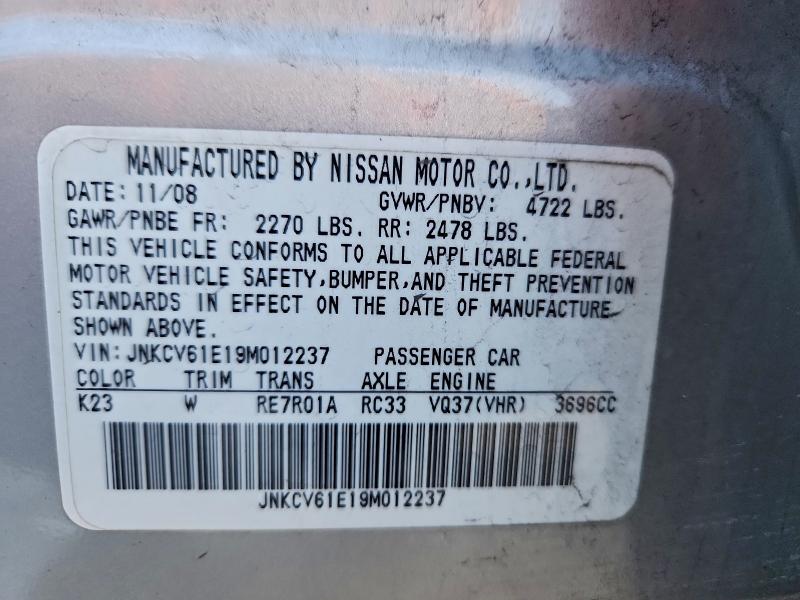 MANUFACTURED BY NISSAN MOTOR CO.,LTD.
DATE: 11/08 GVWR/PNBV: 4722 LBS.
GAWR/PNBE FR: 2270 LBS. RR: 2478 LBS.
THIS VEHICLE CONFORMS TO ALL APPLICABLE FEDERAL
MOTOR VEHICLE SAFETY,BUMPER,AND THEFT PREVENTION
STANDARDS IN EFFECT ON THE DATE OF MANUFACTURE
SHOWN ABOVE.
VIN: JNKCV61E19M012237 PASSENGER CAR
COLOR TRIM TRANS AXLE ENGINE
K23 W RE7R01A RC33 VQ37(VHR) 3696CC
JNKCV61E19M012237